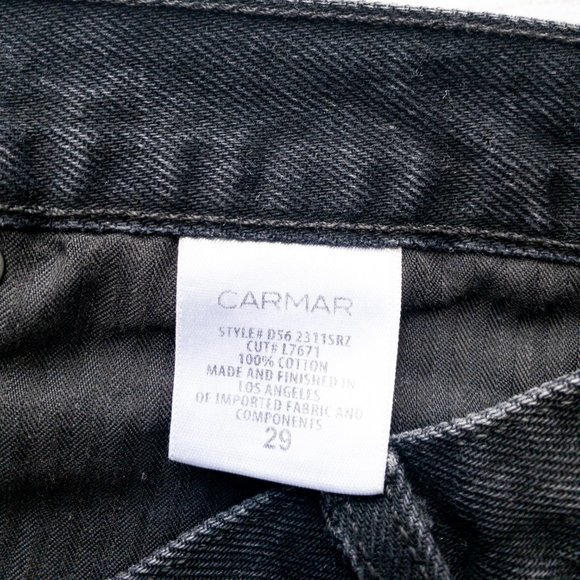 CARMAR
STYLE# D56 2311SRZ
CUT# L7671
100% COTTON
MADE AND FINISHED IN
LOS ANGELES
OF IMPORTED FABRIC AND
COMPONENTS
29